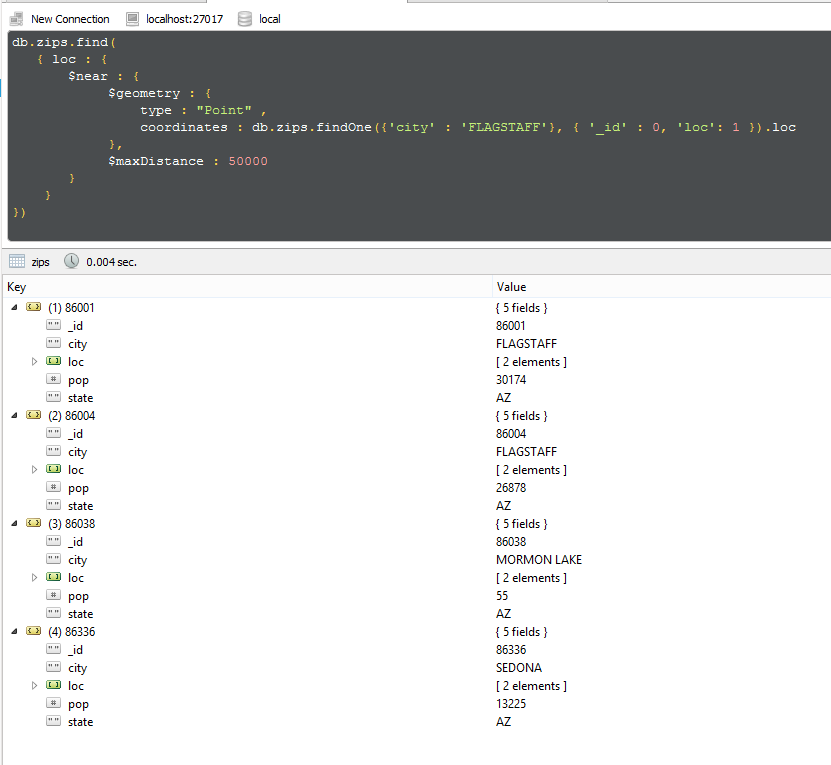 New Connection localhost:27017 local
db.zips.find(
{ loc : {
$near : {
$geometry : {
type : "Point" ,
coordinates : db.zips.findOne({'city' : 'FLAGSTAFF'}, { '_id' : 0, 'loc': 1 }).loc
},
$maxDistance : 50000
}
}
})
zips 0.004 sec.
Key Value
(1) 86001 { 5 fields }
_id 86001
city FLAGSTAFF
loc [ 2 elements ]
pop 30174
state AZ
(2) 86004 { 5 fields }
_id 86004
city FLAGSTAFF
loc [ 2 elements ]
pop 26878
state AZ
(3) 86038 { 5 fields }
_id 86038
city MORMON LAKE
loc [ 2 elements ]
pop 55
state AZ
(4) 86336 { 5 fields }
_id 86336
city SEDONA
loc [ 2 elements ]
pop 13225
state AZ